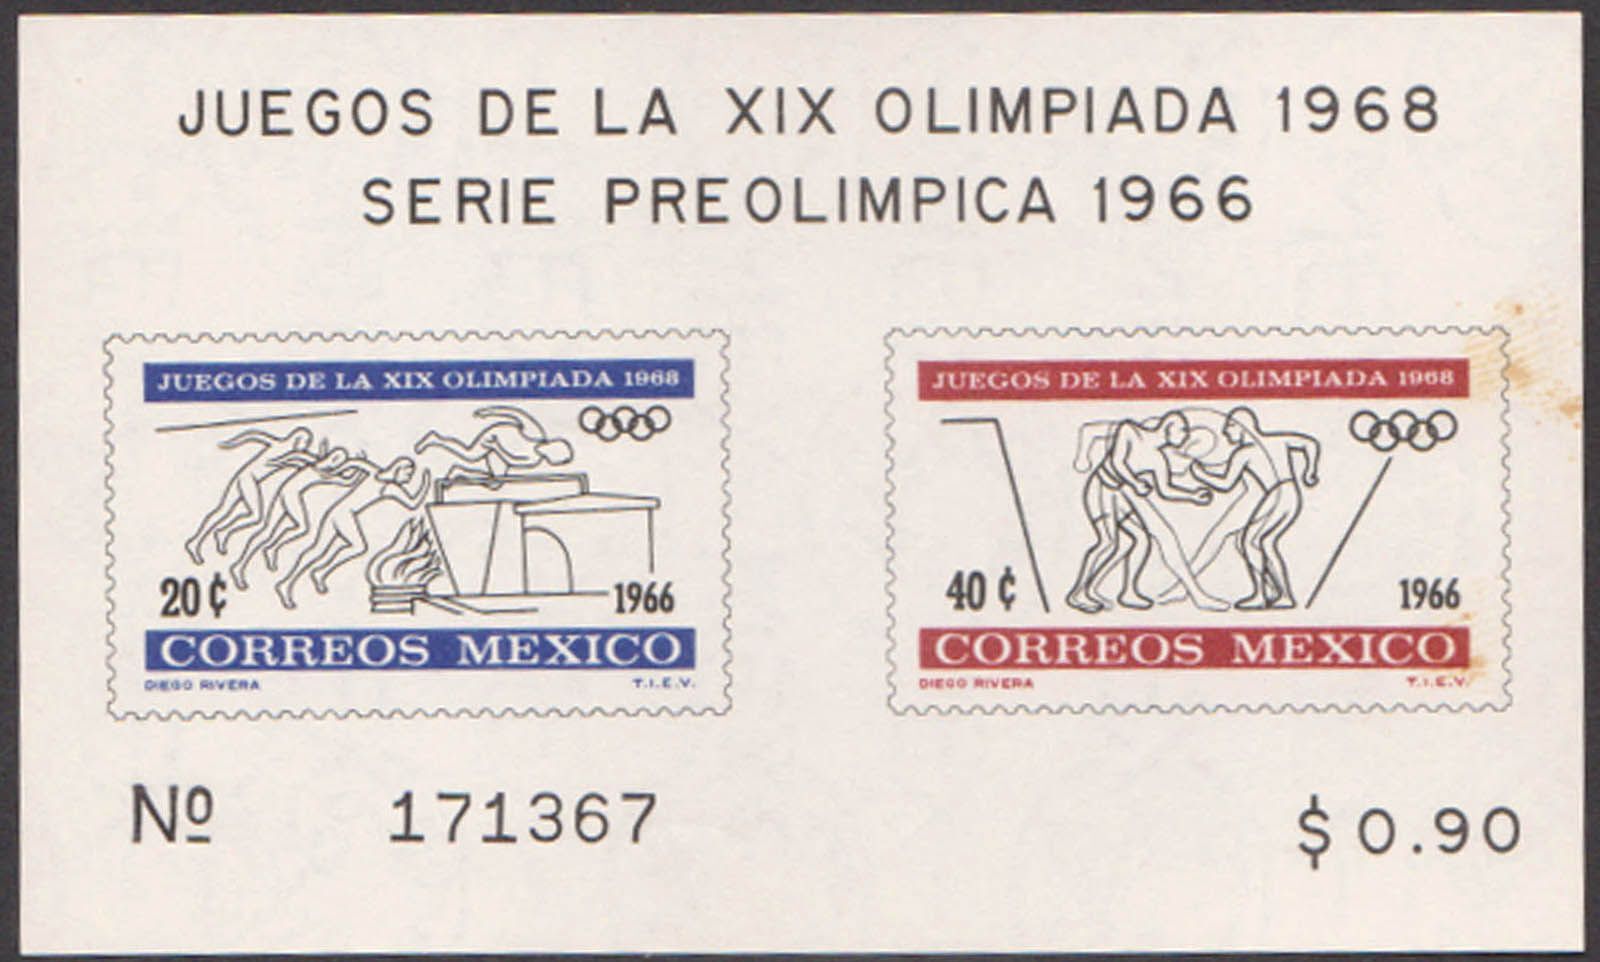 JUEGOS DE LA XIX OLIMPIADA 1968
SERIE PREOLIMPICA 1966
JUEGOS DE LA XIX OLIMPIADA 1968
20 ¢
1966
CORREOS MEXICO
DIEGO RIVERA T.I.E.V.
JUEGOS DE LA XIX OLIMPIADA 1968
40 ¢
1966
CORREOS MEXICO
DIEGO RIVERA T.I.E.V.
Nº 171367
$ 0.90